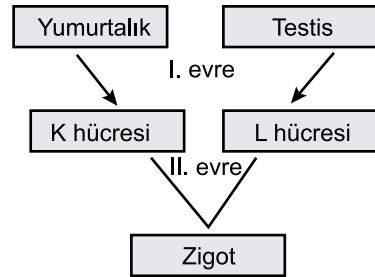 Yumurtalık
Testis
I. evre
K hücresi
L hücresi
II. evre
Zigot